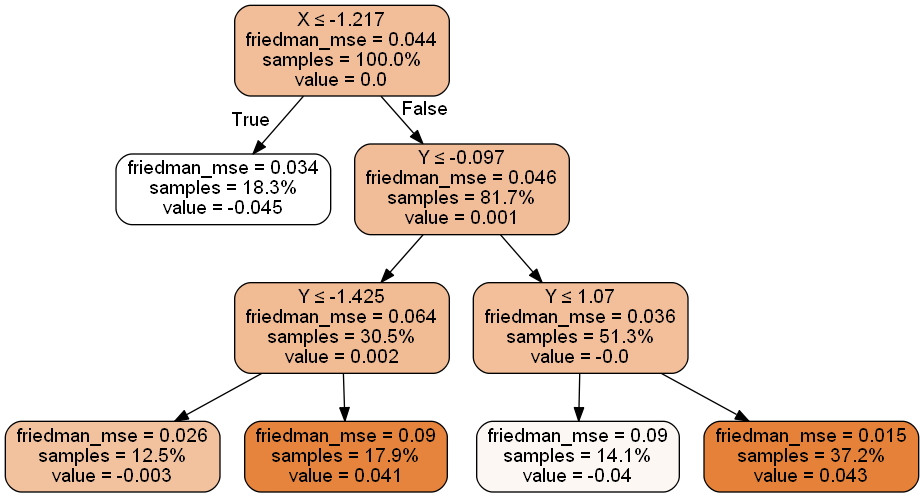 X ≤ -1.217
friedman_mse = 0.044
samples = 100.0%
value = 0.0
True
False
friedman_mse = 0.034
samples = 18.3%
value = -0.045
Y ≤ -0.097
friedman_mse = 0.046
samples = 81.7%
value = 0.001
Y ≤ -1.425
friedman_mse = 0.064
samples = 30.5%
value = 0.002
Y ≤ 1.07
friedman_mse = 0.036
samples = 51.3%
value = -0.0
friedman_mse = 0.026
samples = 12.5%
value = -0.003
friedman_mse = 0.09
samples = 17.9%
value = 0.041
friedman_mse = 0.09
samples = 14.1%
value = -0.04
friedman_mse = 0.015
samples = 37.2%
value = 0.043